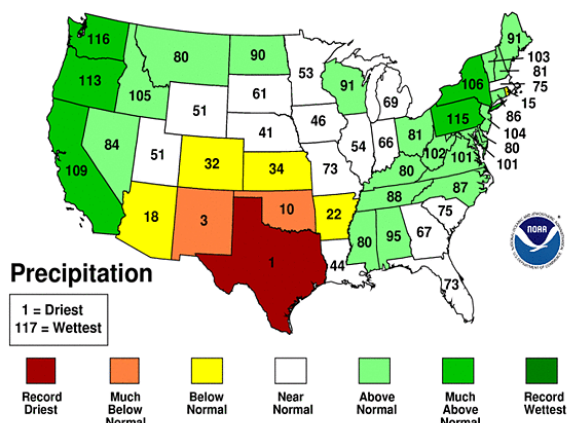 116
113
109
80
105
84
90
61
51
51
41
32
34
18
3
10
1
53
91
69
46
54
66
73
22
44
80
95
67
75
73
81
80
88
87
102
101
115
106
91
103
81
75
15
86
104
80
101
NOAA
Precipitation
1 = Driest
117 = Wettest
Record
Driest
Much
Below
Normal
Below
Normal
Near
Normal
Above
Normal
Much
Above
Normal
Record
Wettest